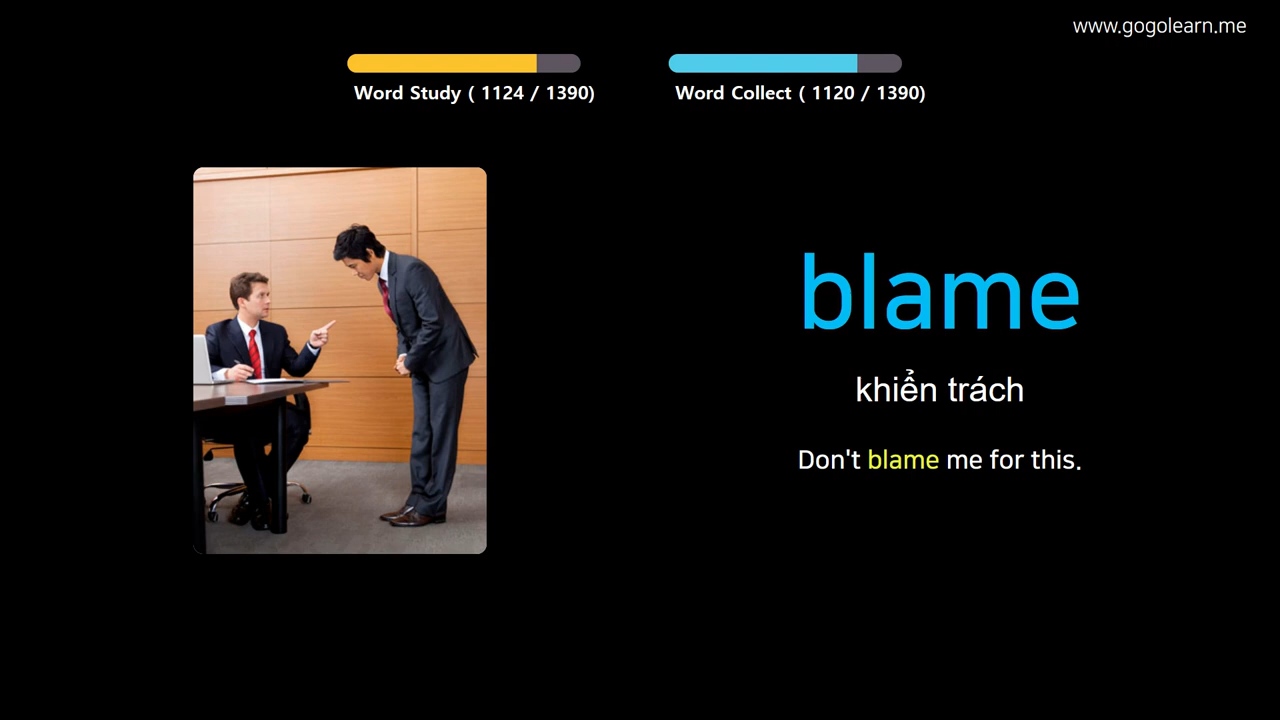 www.gogolearn.me
Word Study ( 1124 / 1390)
Word Collect ( 1120 / 1390)
blame
khiển trách
Don't blame me for this.